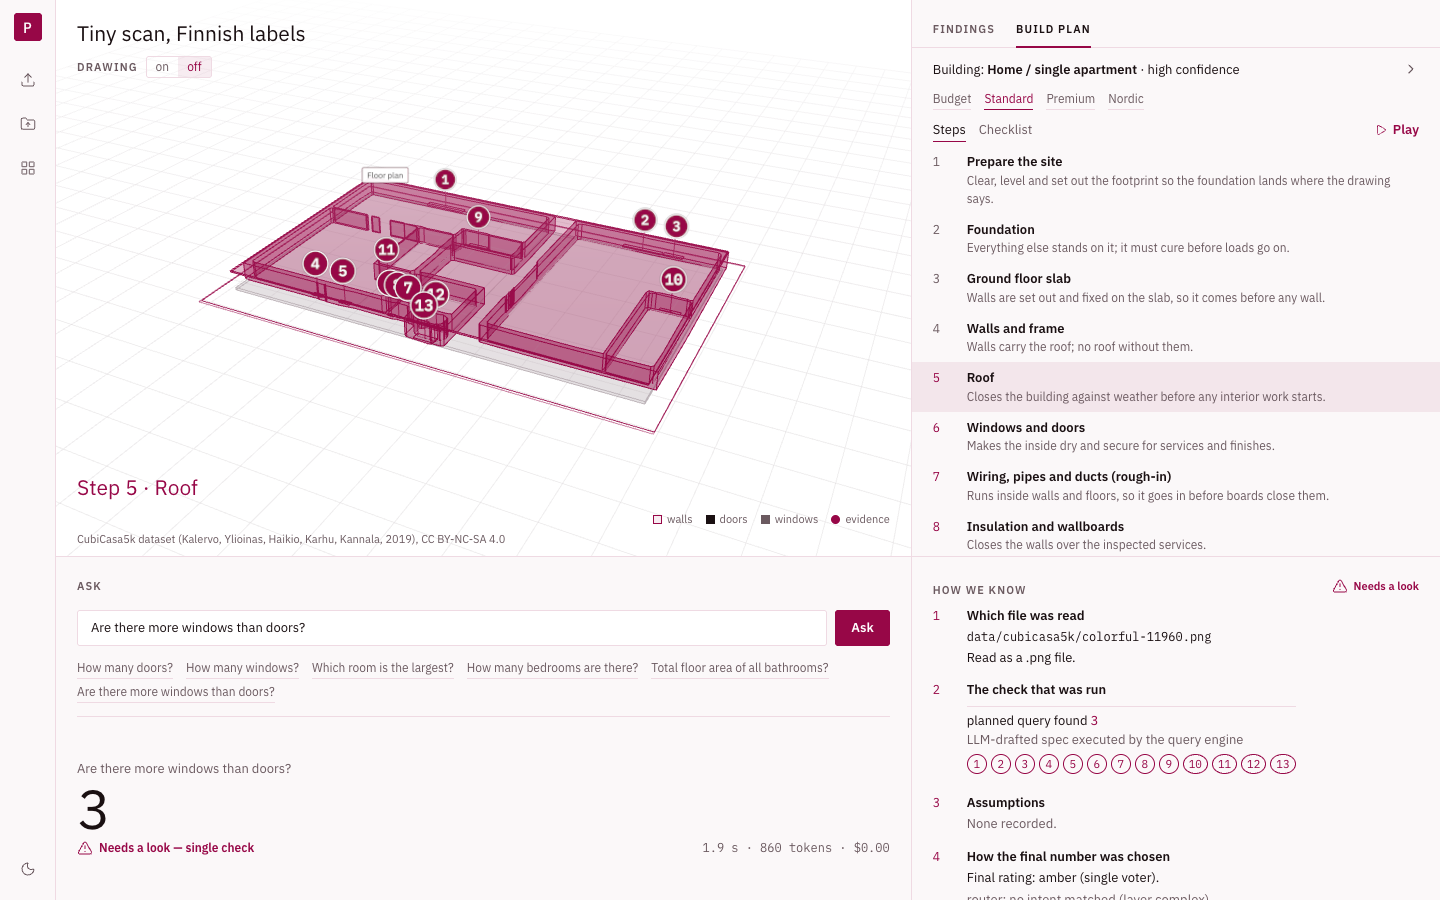 P
Tiny scan, Finnish labels
DRAWING on off
Floor plan
1
9
2
3
11
4
5
7
12
13
10
Step 5 · Roof
walls doors windows evidence
CubiCasa5k dataset (Kalervo, Ylioinas, Haikio, Karhu, Kannala, 2019), CC BY-NC-SA 4.0
ASK
Are there more windows than doors?
Ask
How many doors? How many windows? Which room is the largest? How many bedrooms are there? Total floor area of all bathrooms?
Are there more windows than doors?
Are there more windows than doors?
3
Needs a look — single check
1.9 s · 860 tokens · $0.00
FINDINGS BUILD PLAN
Building: Home / single apartment · high confidence
Budget Standard Premium Nordic
Steps Checklist
Play
1 Prepare the site
Clear, level and set out the footprint so the foundation lands where the drawing
says.
2 Foundation
Everything else stands on it; it must cure before loads go on.
3 Ground floor slab
Walls are set out and fixed on the slab, so it comes before any wall.
4 Walls and frame
Walls carry the roof; no roof without them.
5 Roof
Closes the building against weather before any interior work starts.
6 Windows and doors
Makes the inside dry and secure for services and finishes.
7 Wiring, pipes and ducts (rough-in)
Runs inside walls and floors, so it goes in before boards close them.
8 Insulation and wallboards
Closes the walls over the inspected services.
HOW WE KNOW
Needs a look
1 Which file was read
data/cubicasa5k/colorful-11960.png
Read as a .png file.
2 The check that was run
planned query found 3
LLM-drafted spec executed by the query engine
1 2 3 4 5 6 7 8 9 10 11 12 13
3 Assumptions
None recorded.
4 How the final number was chosen
Final rating: amber (single voter).
router: no intent matched (layer complex)